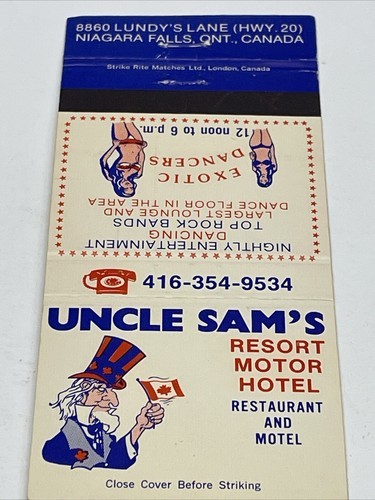 8860 LUNDY'S LANE (HWY. 20)
NIAGARA FALLS, ONT., CANADA
Strike Rite Matches Ltd., London, Canada
NIGHTLY ENTERTAINMENT
DANCING
TOP ROCK BANDS
LARGEST LOUNGE AND
DANCE FLOOR IN THE AREA
EXOTIC
DANCERS
12 noon to 6 p.m.
416-354-9534
UNCLE SAM'S
RESORT
MOTOR
HOTEL
RESTAURANT
AND
MOTEL
Close Cover Before Striking